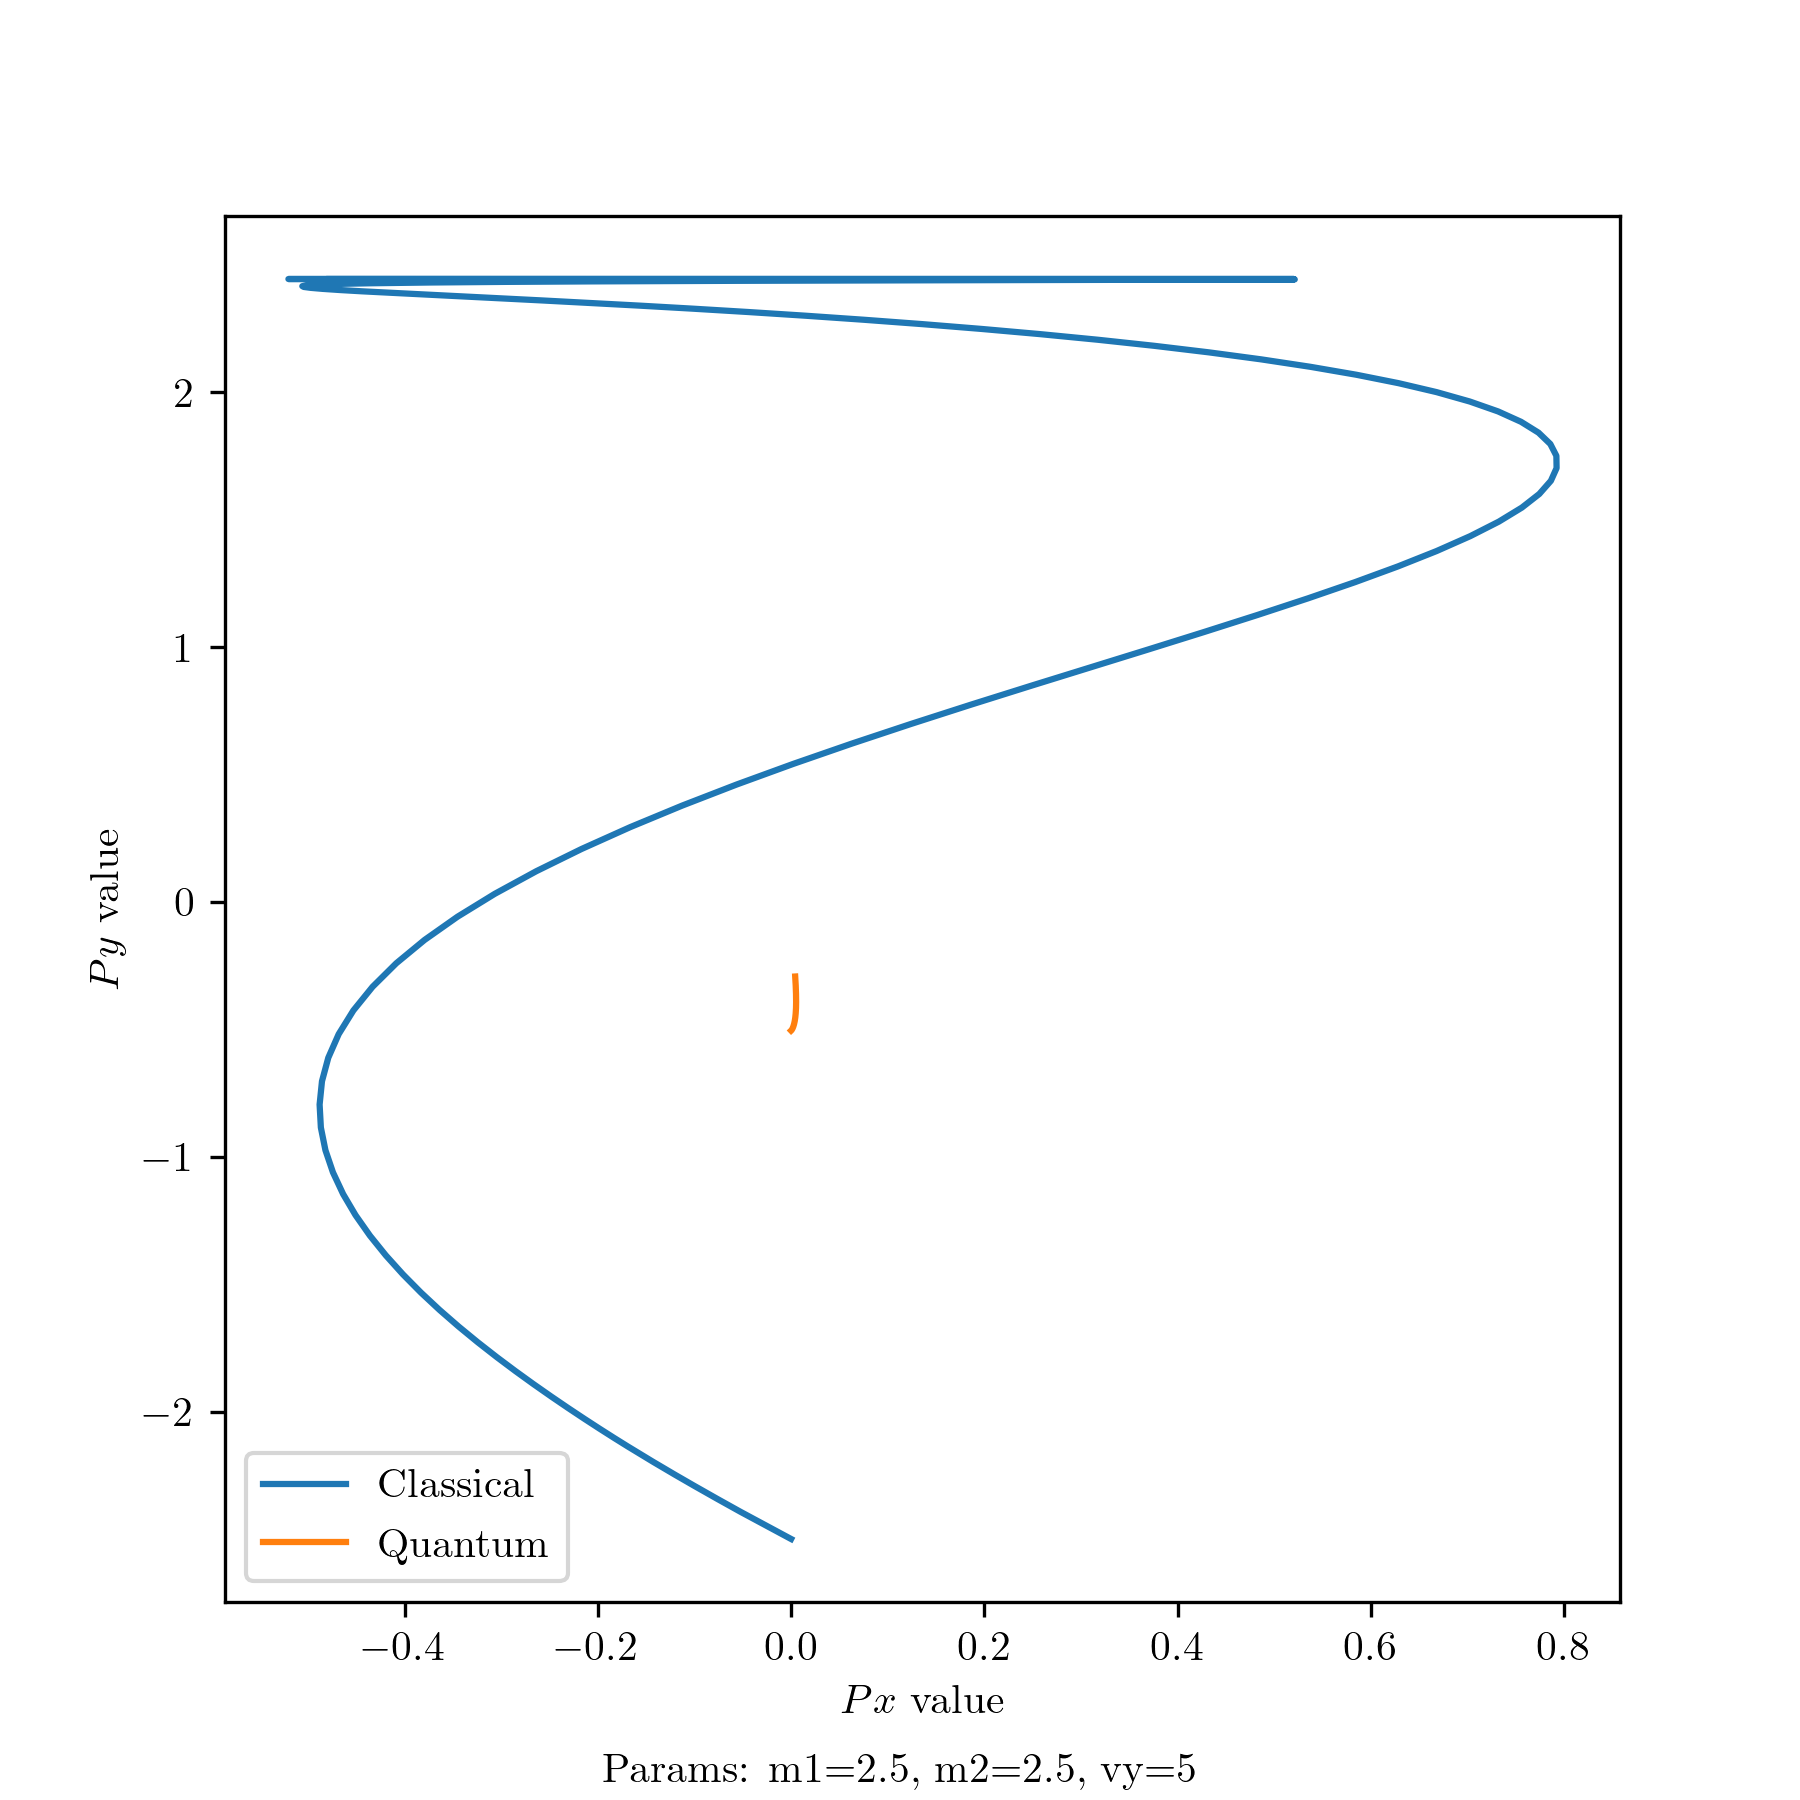 2
1
0
−1
−2
Py value
Classical
Quantum
−0.4 −0.2 0.0 0.2 0.4 0.6 0.8
Px value
Params: m1=2.5, m2=2.5, vy=5